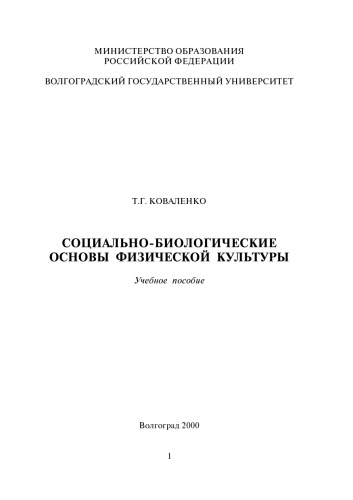 МИНИСТЕРСТВО ОБРАЗОВАНИЯ
РОССИЙСКОЙ ФЕДЕРАЦИИ
ВОЛГОГРАДСКИЙ ГОСУДАРСТВЕННЫЙ УНИВЕРСИТЕТ
Т.Г. КОВАЛЕНКО
СОЦИАЛЬНО-БИОЛОГИЧЕСКИЕ
ОСНОВЫ ФИЗИЧЕСКОЙ КУЛЬТУРЫ
Учебное пособие
Волгоград 2000
1